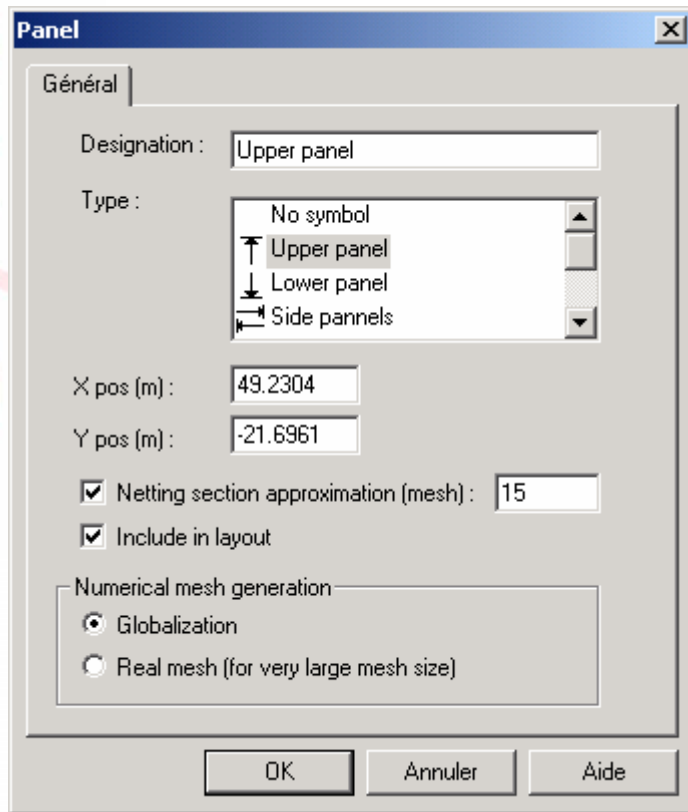 Panel
Général
Designation : Upper panel
Type :
No symbol
Upper panel
Lower panel
Side pannels
X pos (m) : 49.2304
Y pos (m) : -21.6961
Netting section approximation (mesh) : 15
Include in layout
Numerical mesh generation
Globalization
Real mesh (for very large mesh size)
OK Annuler Aide